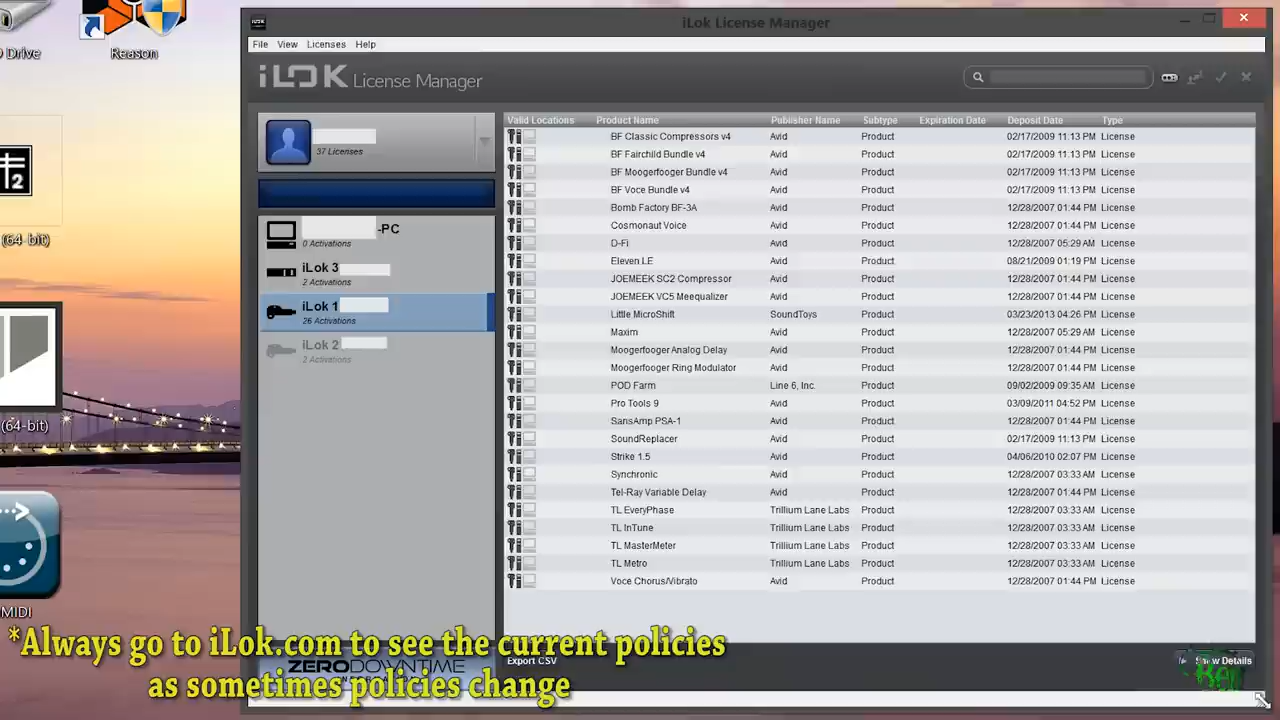 Drive
Reason
(64-bit)
(64-bit)
MIDI
iLok License Manager
File View Licenses Help
iLOK License Manager
37 Licenses
-PC
0 Activations
iLok 3
2 Activations
iLok 1
26 Activations
iLok 2
2 Activations
Valid Locations Product Name Publisher Name Subtype Expiration Date Deposit Date Type
BF Classic Compressors v4 Avid Product 02/17/2009 11:13 PM License
BF Fairchild Bundle v4 Avid Product 02/17/2009 11:13 PM License
BF Moogerfooger Bundle v4 Avid Product 02/17/2009 11:13 PM License
BF Voce Bundle v4 Avid Product 02/17/2009 11:13 PM License
Bomb Factory BF-3A Avid Product 12/28/2007 01:44 PM License
Cosmonaut Voice Avid Product 12/28/2007 01:44 PM License
D-Fi Avid Product 12/28/2007 05:29 AM License
Eleven LE Avid Product 08/21/2009 01:19 PM License
JOEMEEK SC2 Compressor Avid Product 12/28/2007 01:44 PM License
JOEMEEK VC5 Meequalizer Avid Product 12/28/2007 01:44 PM License
Little MicroShift SoundToys Product 03/23/2013 04:26 PM License
Maxim Avid Product 12/28/2007 05:29 AM License
Moogerfooger Analog Delay Avid Product 12/28/2007 01:44 PM License
Moogerfooger Ring Modulator Avid Product 12/28/2007 01:44 PM License
POD Farm Line 6, Inc. Product 09/02/2009 09:35 AM License
Pro Tools 9 Avid Product 03/09/2011 04:52 PM License
SansAmp PSA-1 Avid Product 12/28/2007 01:44 PM License
SoundReplacer Avid Product 02/17/2009 11:13 PM License
Strike 1.5 Avid Product 04/06/2010 02:07 PM License
Synchronic Avid Product 12/28/2007 03:33 AM License
Tel-Ray Variable Delay Avid Product 12/28/2007 01:44 PM License
TL EveryPhase Trillium Lane Labs Product 12/28/2007 03:33 AM License
TL InTune Trillium Lane Labs Product 12/28/2007 03:33 AM License
TL MasterMeter Trillium Lane Labs Product 12/28/2007 03:33 AM License
TL Metro Trillium Lane Labs Product 12/28/2007 03:33 AM License
Voce Chorus/Vibrato Avid Product 12/28/2007 01:44 PM License
ZERODOWNTIME
Export CSV
Details
*Always go to iLok.com to see the current policies
as sometimes policies change